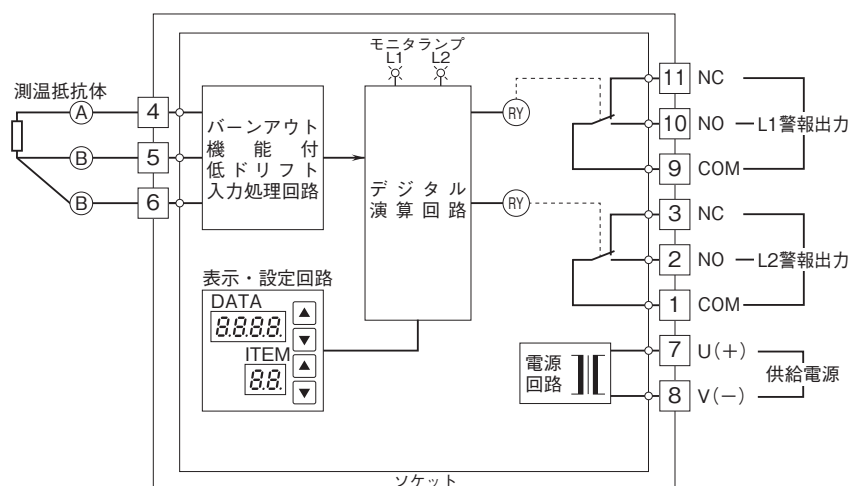 モニタランプ
L1 L2
測温抵抗体
A 4
B 5
B 6
バーンアウト
機能付
低ドリフト
入力処理回路
デジタル
演算回路
RY
RY
11 NC
10 NO L1警報出力
9 COM
3 NC
2 NO L2警報出力
1 COM
表示・設定回路
DATA
8.8.8.8.
ITEM
8.8.
電源
回路
7 U(+)
供給電源
8 V(−)
ソケット